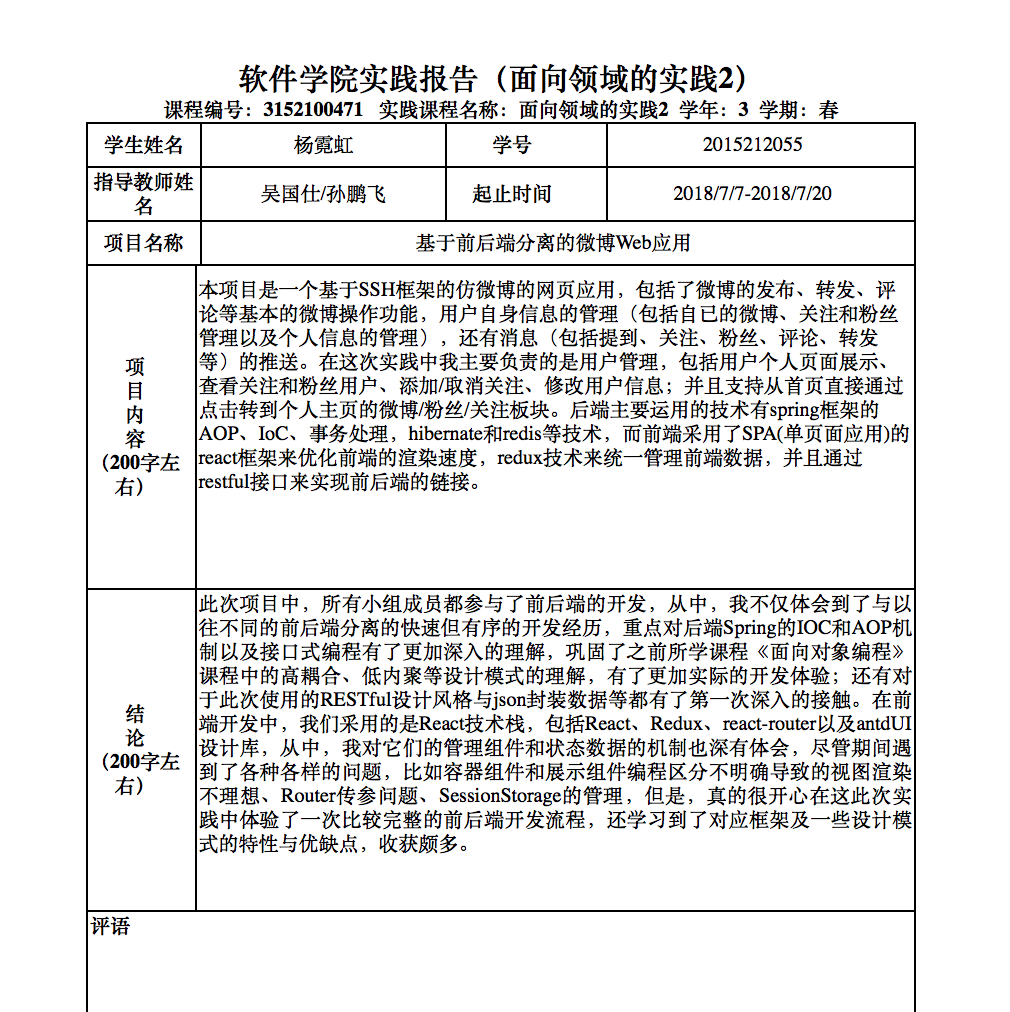 软件学院实践报告（面向领域的实践2）
课程编号：3152100471 实践课程名称：面向领域的实践2 学年：3 学期：春
学生姓名 杨霓虹 学号 2015212055
指导教师姓名 吴国仕/孙鹏飞 起止时间 2018/7/7-2018/7/20
项目名称 基于前后端分离的微博Web应用
项
目
内
容
（200字左
右）
本项目是一个基于SSH框架的仿微博的网页应用，包括了微博的发布、转发、评
论等基本的微博操作功能，用户自身信息的管理（包括自已的微博、关注和粉丝
管理以及个人信息的管理），还有消息（包括提到、关注、粉丝、评论、转发
等）的推送。在这次实践中我主要负责的是用户管理，包括用户个人页面展示、
查看关注和粉丝用户、添加/取消关注、修改用户信息；并且支持从首页直接通过
点击转到个人主页的微博/粉丝/关注板块。后端主要运用的技术有spring框架的
AOP、IoC、事务处理，hibernate和redis等技术，而前端采用了SPA(单页面应用)的
react框架来优化前端的渲染速度，redux技术来统一管理前端数据，并且通过
restful接口来实现前后端的链接。
结
论
（200字左
右）
此次项目中，所有小组成员都参与了前后端的开发，从中，我不仅体会到了与以
往不同的前后端分离的快速但有序的开发经历，重点对后端Spring的IOC和AOP机
制以及接口式编程有了更加深入的理解，巩固了之前所学课程《面向对象编程》
课程中的高耦合、低内聚等设计模式的理解，有了更加实际的开发体验；还有对
于此次使用的RESTful设计风格与json封装数据等都有了第一次深入的接触。在前
端开发中，我们采用的是React技术栈，包括React、Redux、react-router以及antdUI
设计库，从中，我对它们的管理组件和状态数据的机制也深有体会，尽管期间遇
到了各种各样的问题，比如容器组件和展示组件编程区分不明确导致的视图渲染
不理想、Router传参问题、SessionStorage的管理，但是，真的很开心在这此次实
践中体验了一次比较完整的前后端开发流程，还学习到了对应框架及一些设计模
式的特性与优缺点，收获颇多。
评语